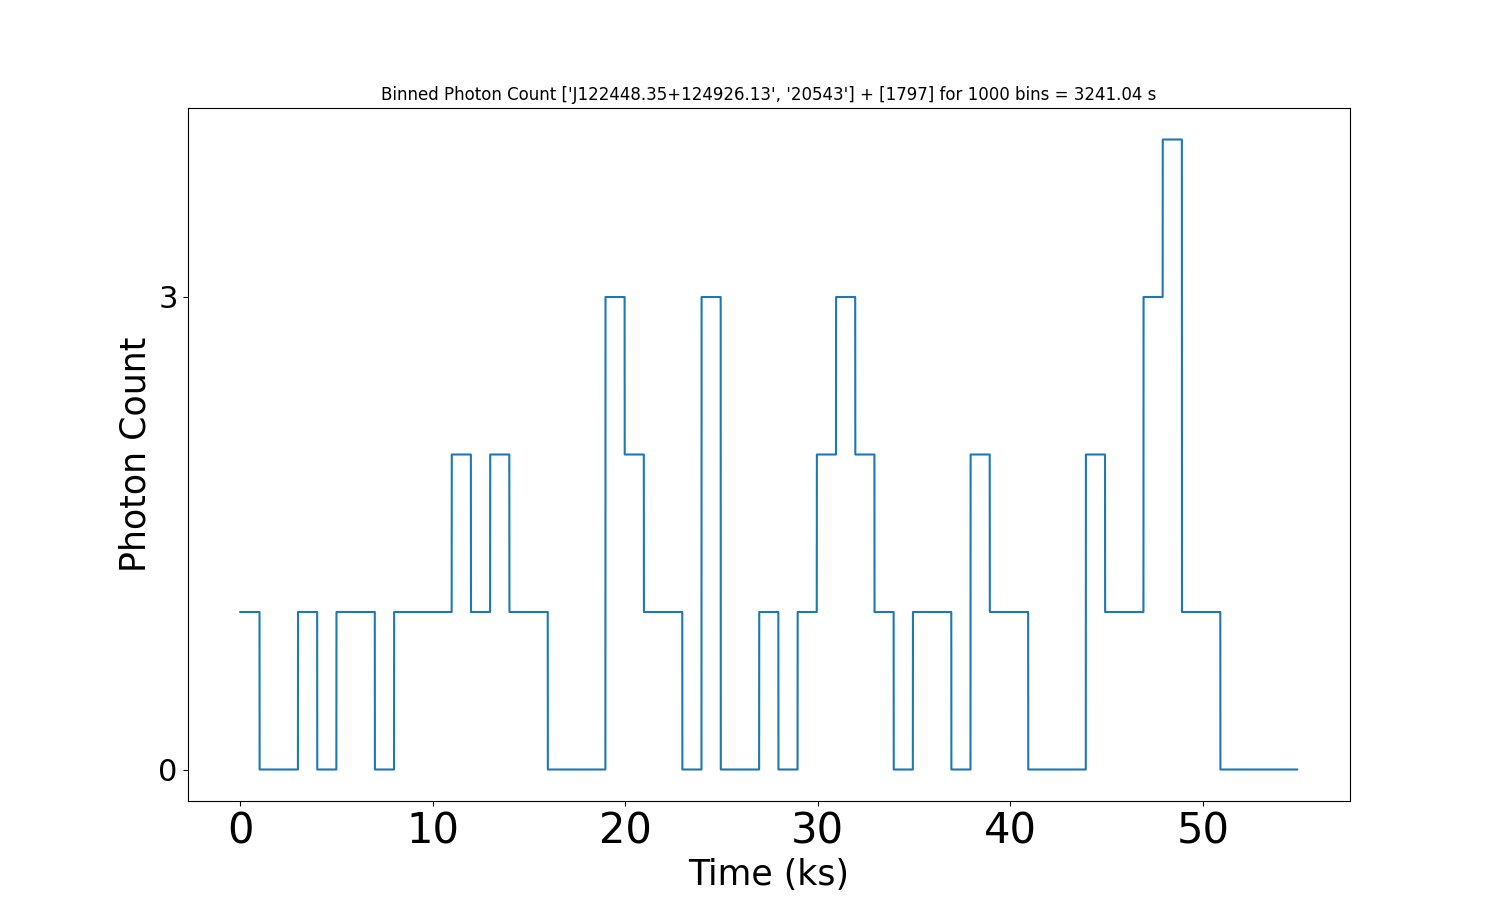 Binned Photon Count ['J122448.35+124926.13', '20543'] + [1797] for 1000 bins = 3241.04 s
3
0
Photon Count
0 10 20 30 40 50
Time (ks)